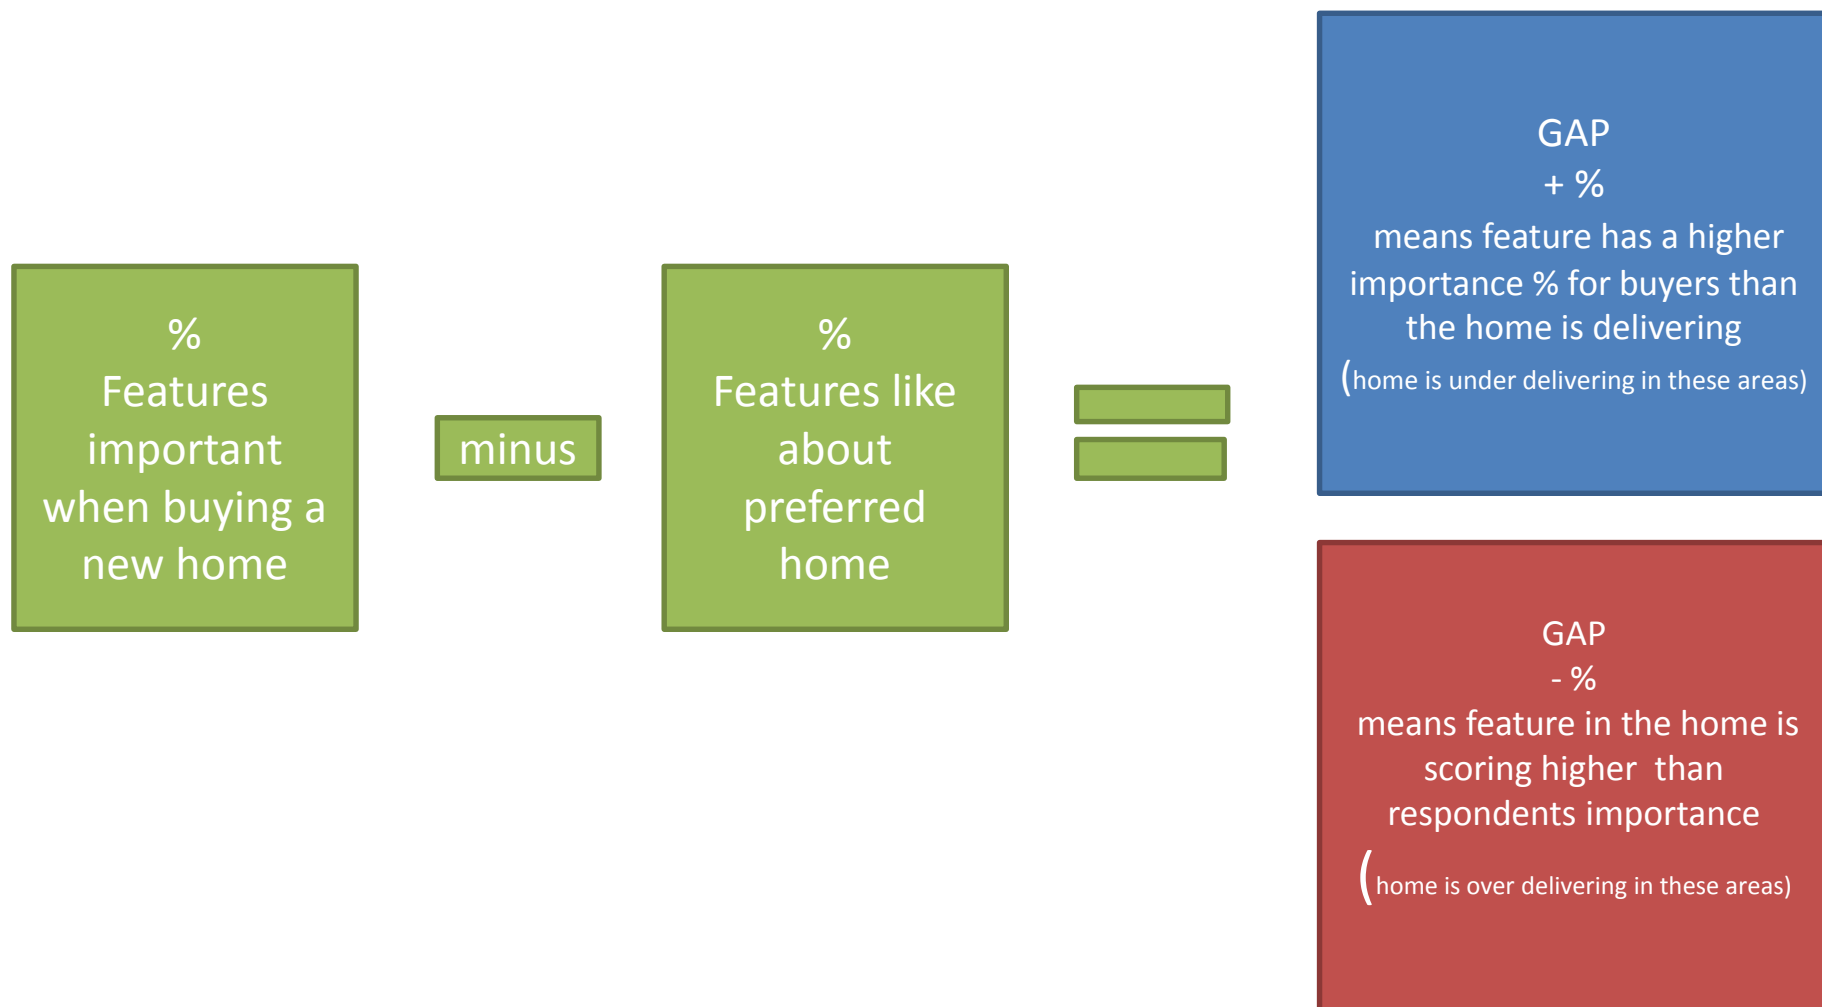 %
Features
important
when buying a
new home
minus
%
Features like
about
preferred
home
GAP
+ %
means feature has a higher
importance % for buyers than
the home is delivering
(home is under delivering in these areas)
GAP
- %
means feature in the home is
scoring higher  than
respondents importance
(home is over delivering in these areas)